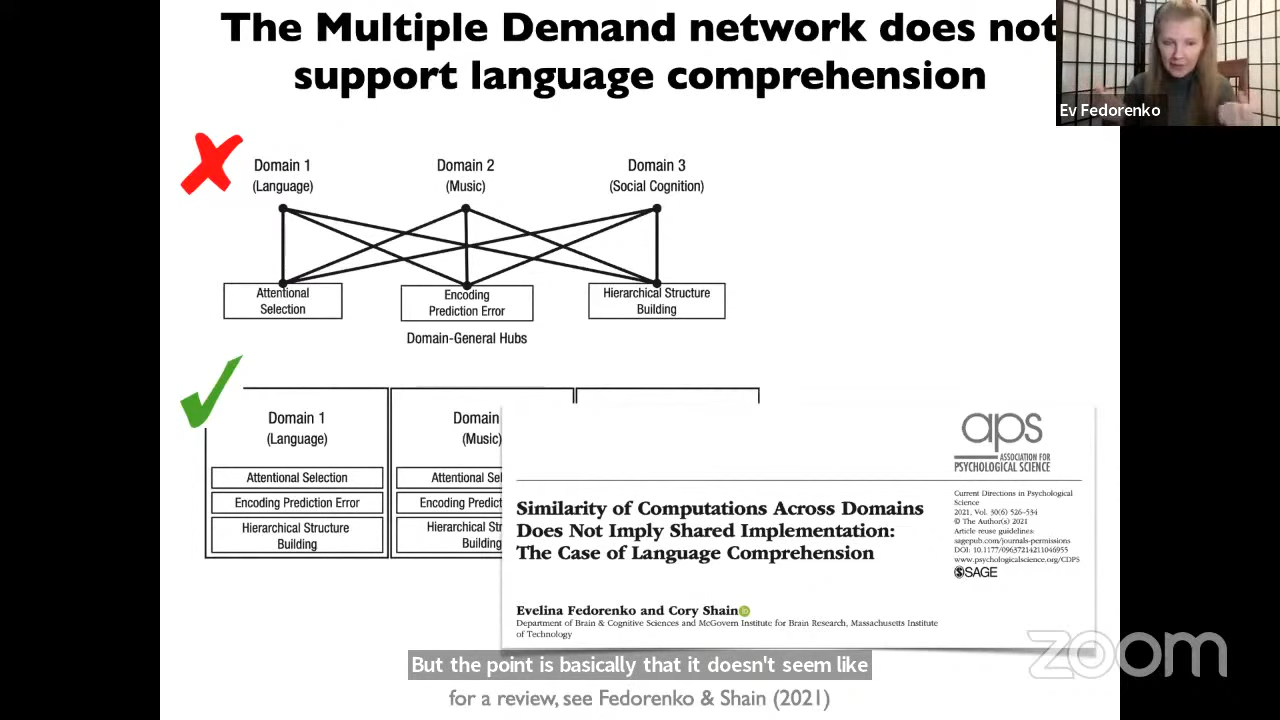 The Multiple Demand network does not
support language comprehension
Ev Fedorenko
Domain 1
(Language)
Domain 2
(Music)
Domain 3
(Social Cognition)
Attentional
Selection
Encoding
Prediction Error
Hierarchical Structure
Building
Domain-General Hubs
Domain 1
(Language)
Attentional Selection
Encoding Prediction Error
Hierarchical Structure
Building
Domain
(Music)
Attentional Sel
Encoding Predict
Hierarchical Str
Building
aps
ASSOCIATION FOR
PSYCHOLOGICAL SCIENCE
Similarity of Computations Across Domains
Does Not Imply Shared Implementation:
The Case of Language Comprehension
Current Directions in Psychological
Science
2021, Vol. 30(6) 526–534
© The Author(s) 2021
Article reuse guidelines:
sagepub.com/journals-permissions
DOI: 10.1177/09637214211046955
www.psychologicalscience.org/CDPS
SAGE
Evelina Fedorenko and Cory Shain
Department of Brain & Cognitive Sciences and McGovern Institute for Brain Research, Massachusetts Institute
of Technology
zoom
But the point is basically that it doesn't seem like
for a review, see Fedorenko & Shain (2021)